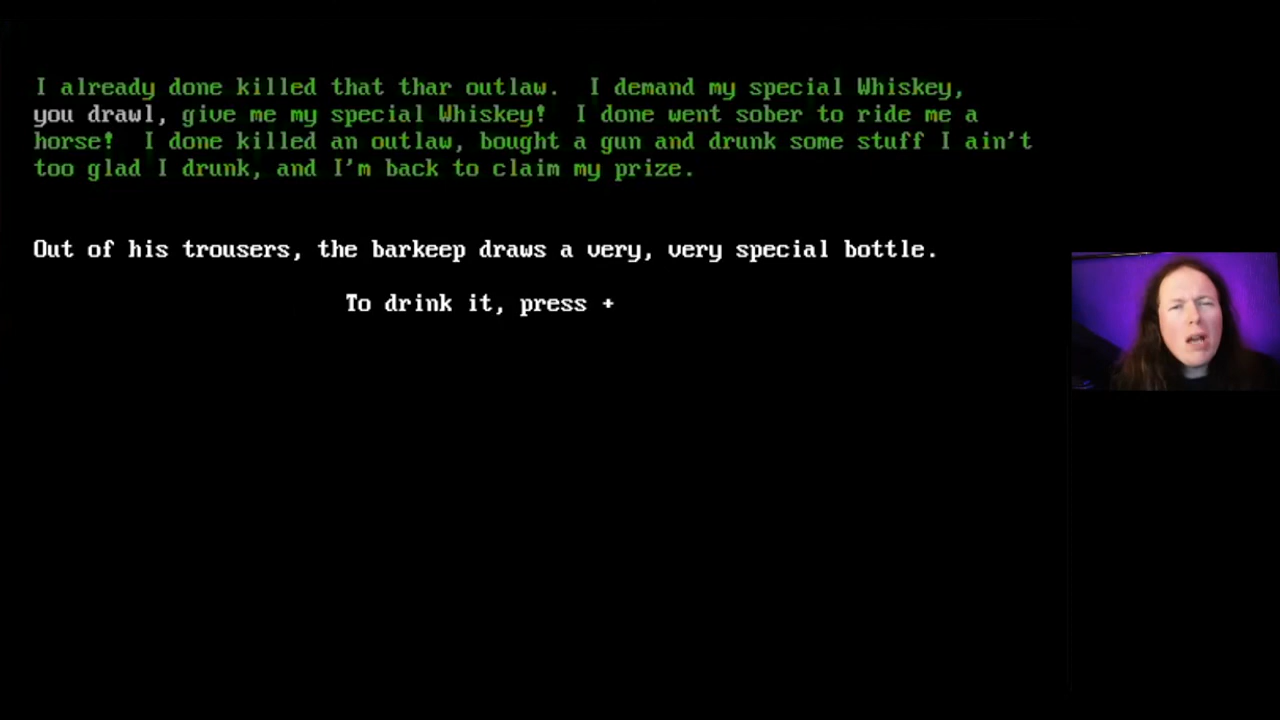 I already done killed that thar outlaw.  I demand my special Whiskey,
you drawl, give me my special Whiskey!  I done went sober to ride me a
horse!  I done killed an outlaw, bought a gun and drunk some stuff I ain't
too glad I drunk, and I'm back to claim my prize.
Out of his trousers, the barkeep draws a very, very special bottle.
To drink it, press +